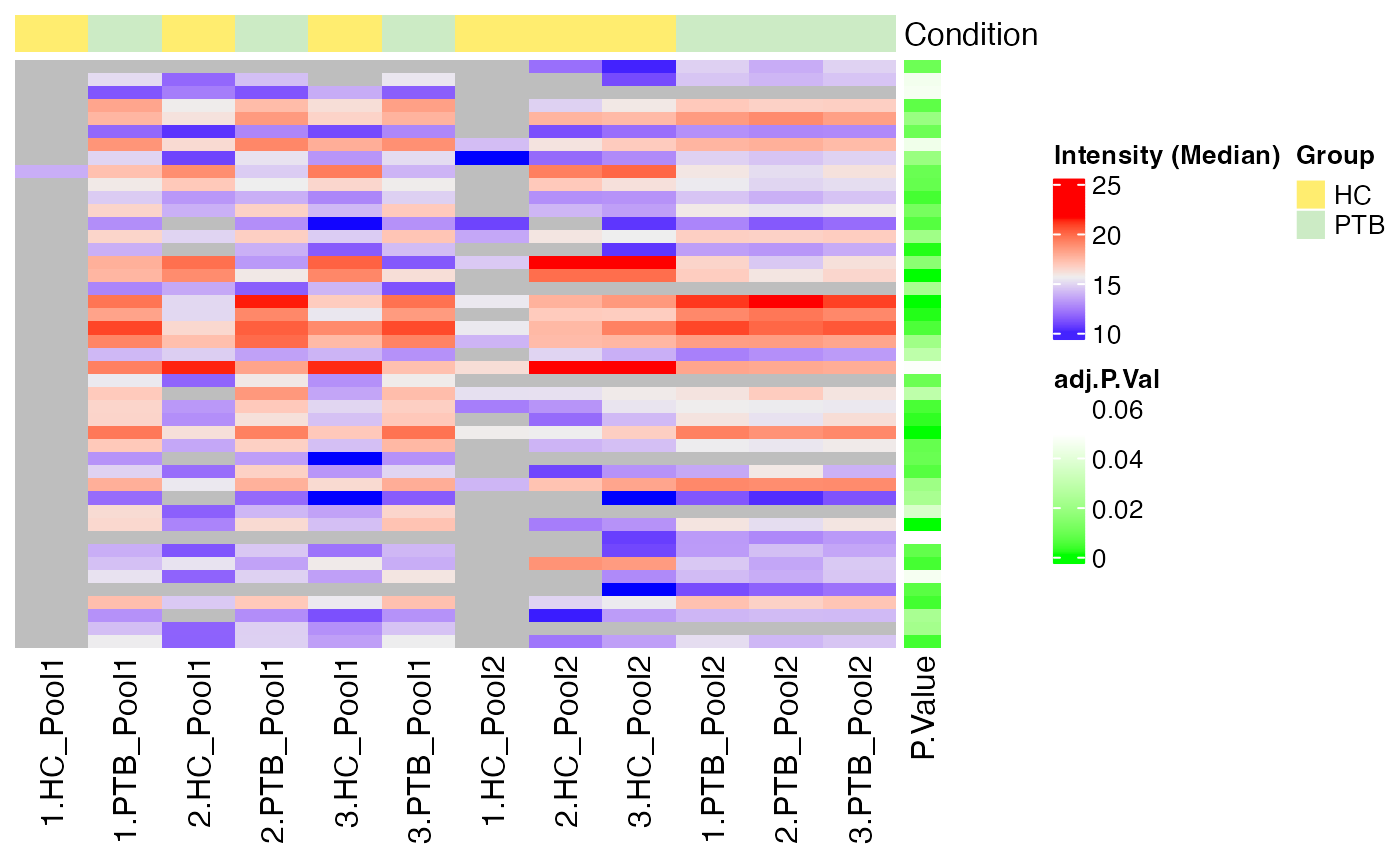 Condition
Intensity (Median)
25
20
15
10
Group
HC
PTB
adj.P.Val
0.06
0.04
0.02
0
1.HC_Pool1
1.PTB_Pool1
2.HC_Pool1
2.PTB_Pool1
3.HC_Pool1
3.PTB_Pool1
1.HC_Pool2
2.HC_Pool2
3.HC_Pool2
1.PTB_Pool2
2.PTB_Pool2
3.PTB_Pool2
P.Value